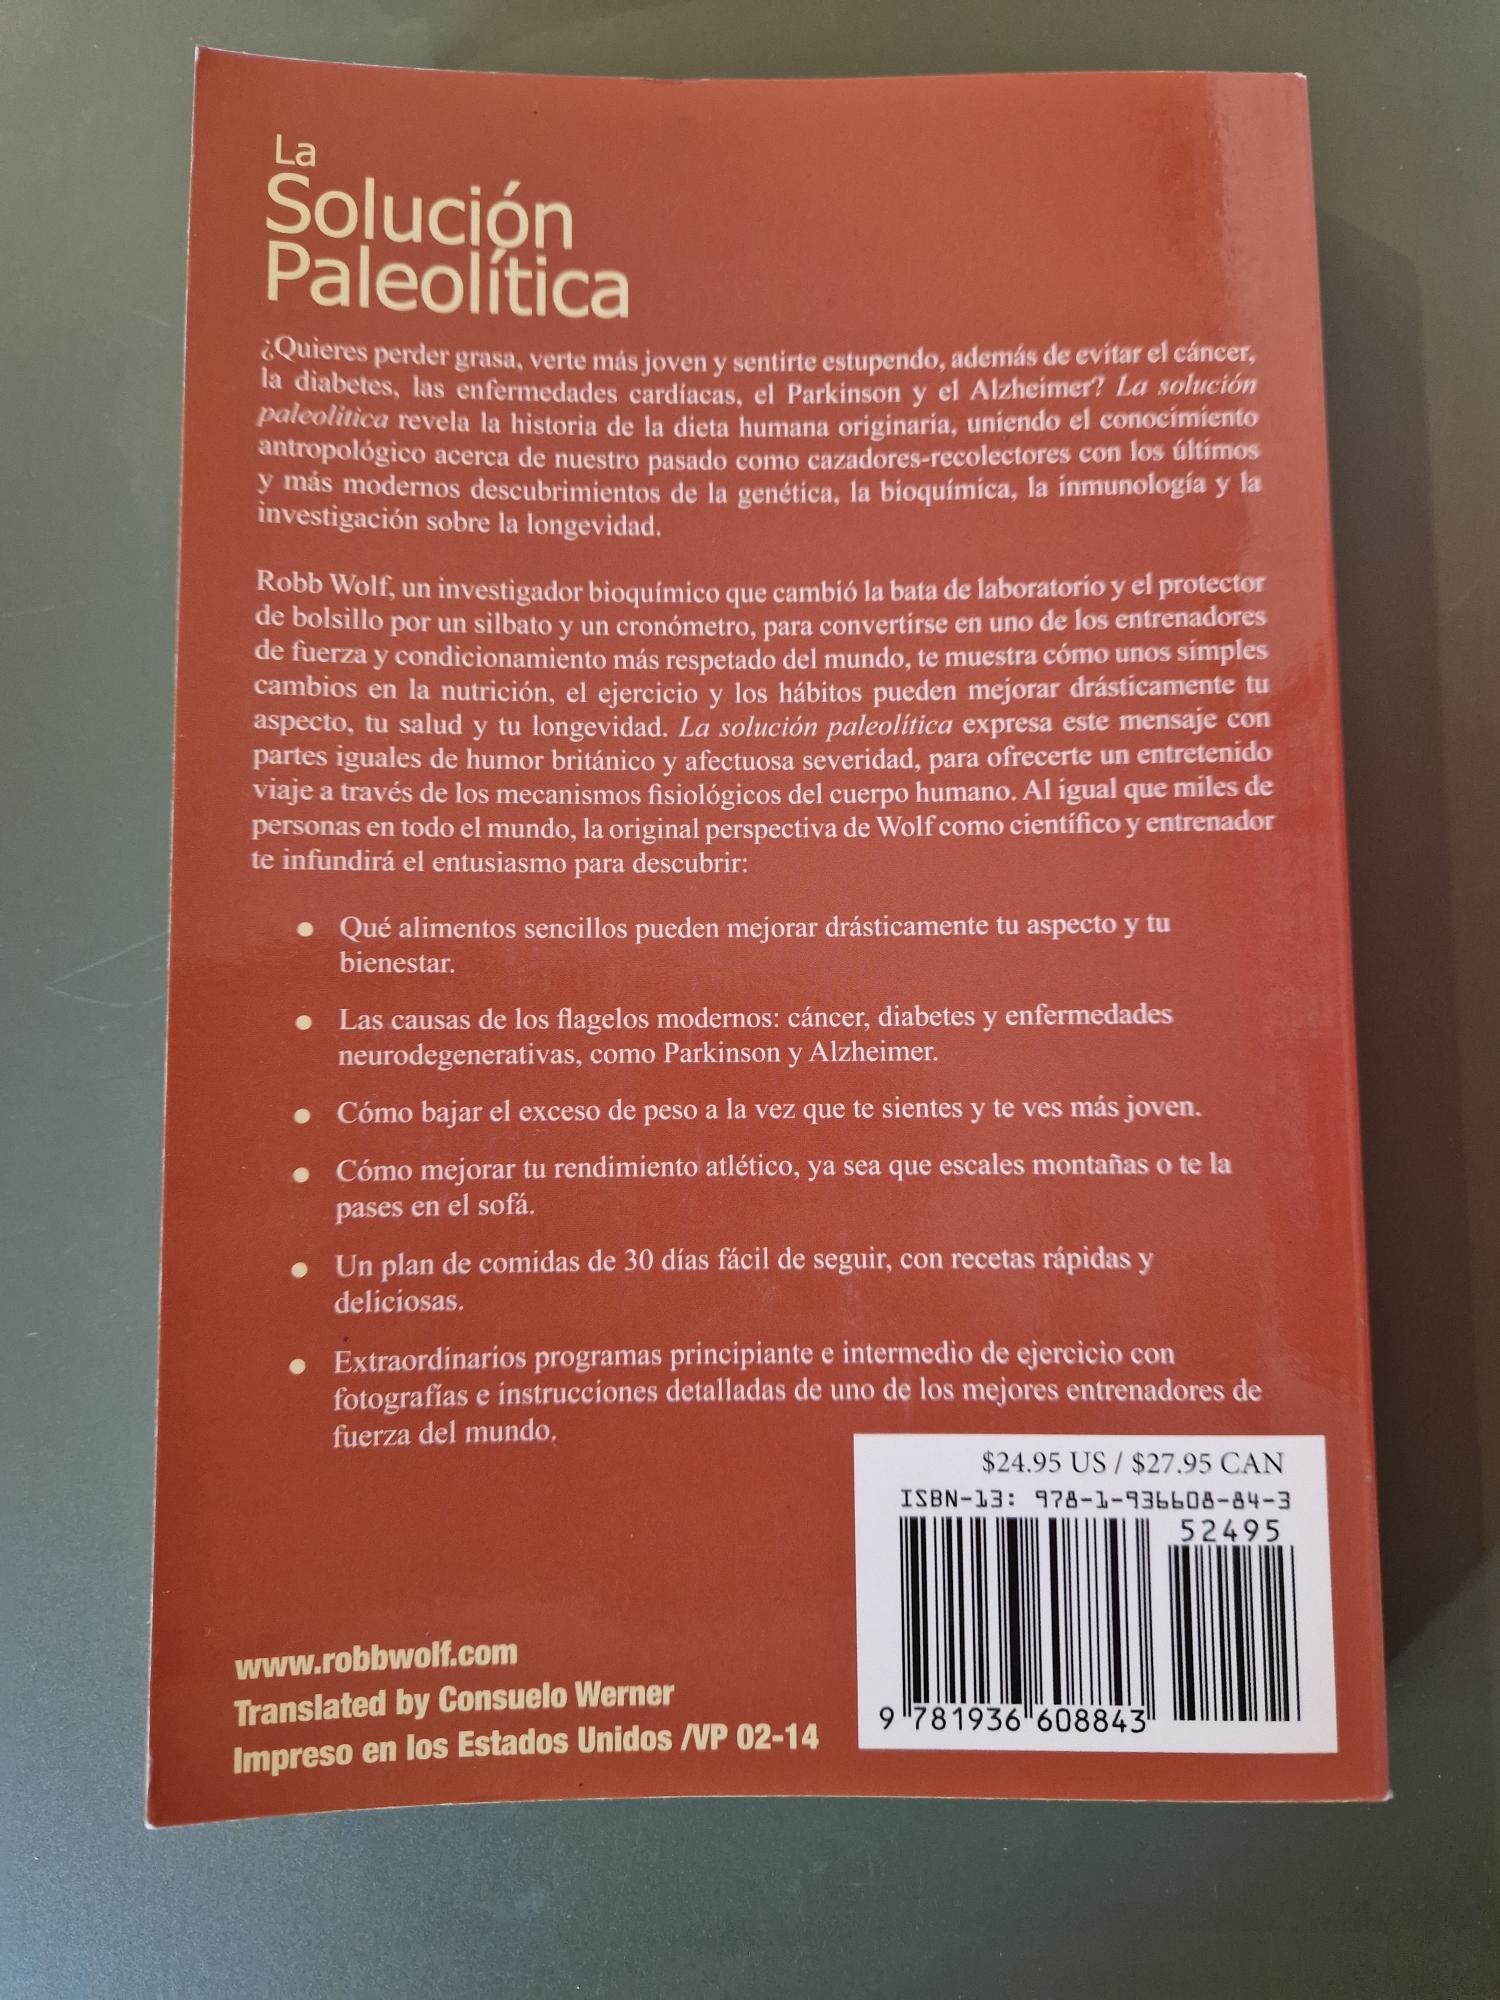 La
Solución
Paleolítica
¿Quieres perder grasa, verte más joven y sentirte estupendo, además de evitar el cáncer,
la diabetes, las enfermedades cardíacas, el Parkinson y el Alzheimer? La solución
paleolítica revela la historia de la dieta humana originaria, uniendo el conocimiento
antropológico acerca de nuestro pasado como cazadores-recolectores con los últimos
y más modernos descubrimientos de la genética, la bioquímica, la inmunología y la
investigación sobre la longevidad.
Robb Wolf, un investigador bioquímico que cambió la bata de laboratorio y el protector
de bolsillo por un silbato y un cronómetro, para convertirse en uno de los entrenadores
de fuerza y condicionamiento más respetado del mundo, te muestra cómo unos simples
cambios en la nutrición, el ejercicio y los hábitos pueden mejorar drásticamente tu
aspecto, tu salud y tu longevidad. La solución paleolítica expresa este mensaje con
partes iguales de humor británico y afectuosa severidad, para ofrecerte un entretenido
viaje a través de los mecanismos fisiológicos del cuerpo humano. Al igual que miles de
personas en todo el mundo, la original perspectiva de Wolf como científico y entrenador
te infundirá el entusiasmo para descubrir:
• Qué alimentos sencillos pueden mejorar drásticamente tu aspecto y tu
bienestar.
• Las causas de los flagelos modernos: cáncer, diabetes y enfermedades
neurodegenerativas, como Parkinson y Alzheimer.
• Cómo bajar el exceso de peso a la vez que te sientes y te ves más joven.
• Cómo mejorar tu rendimiento atlético, ya sea que escales montañas o te la
pases en el sofá.
• Un plan de comidas de 30 días fácil de seguir, con recetas rápidas y
deliciosas.
• Extraordinarios programas principiante e intermedio de ejercicio con
fotografías e instrucciones detalladas de uno de los mejores entrenadores de
fuerza del mundo.
$24.95 US / $27.95 CAN
ISBN-13: 978-1-936608-84-3
52495
9 781936 608843
www.robbwolf.com
Translated by Consuelo Werner
Impreso en los Estados Unidos /VP 02-14